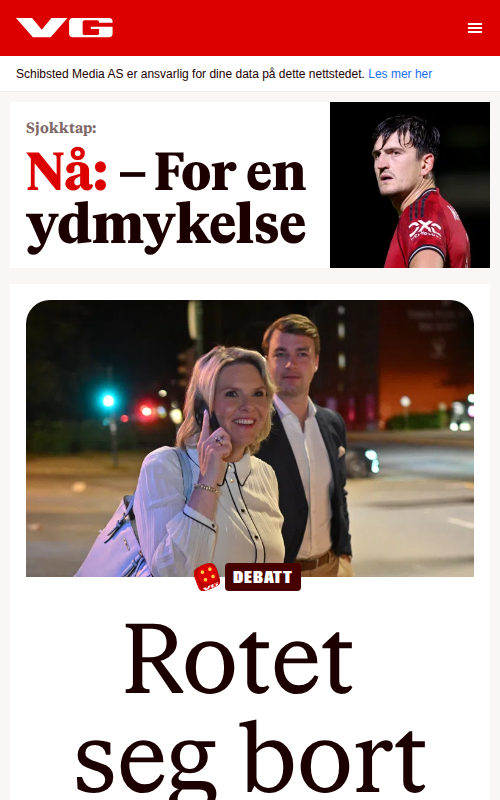 VG
Schibsted Media AS er ansvarlig for dine data på dette nettstedet. Les mer her
Sjokktap:
Nå: – For en
ydmykelse
DEBATT
Rotet
seg bort